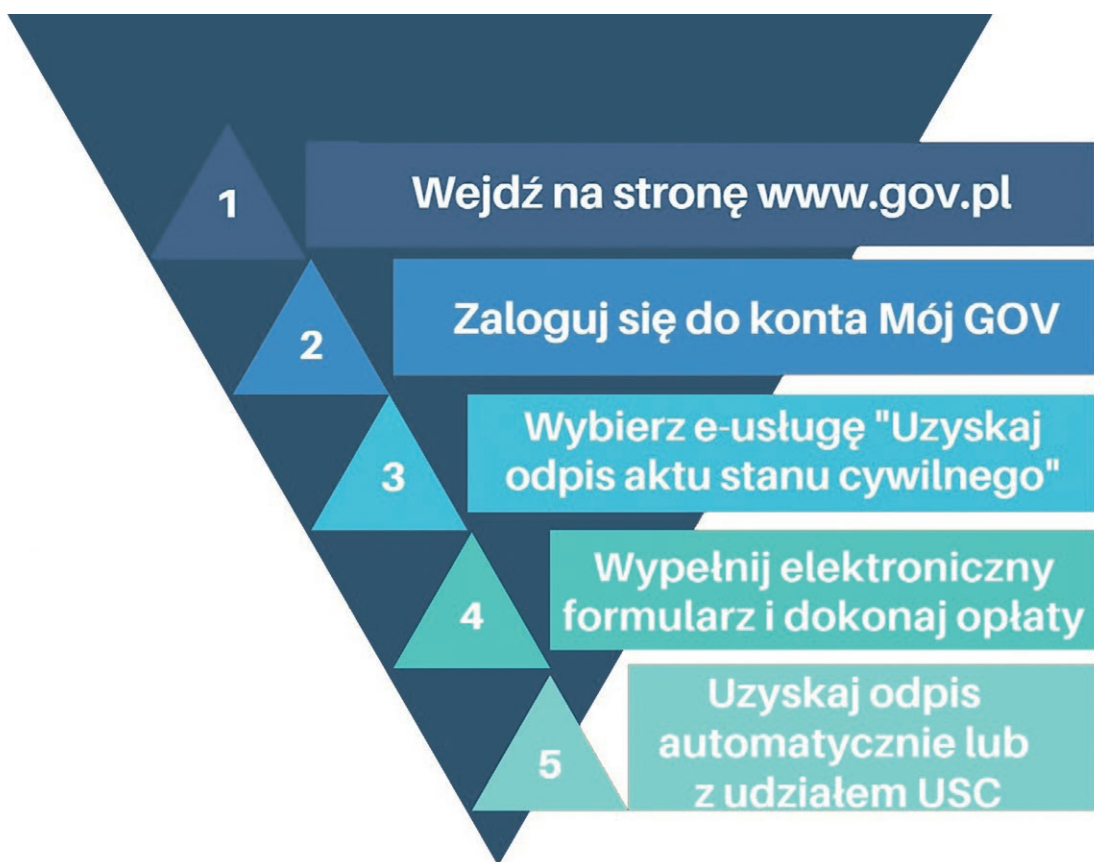 1
Wejdź na stronę www.gov.pl
2
Zaloguj się do konta Mój GOV
3
Wybierz e-usługę "Uzyskaj
odpis aktu stanu cywilnego"
4
Wypełnij elektroniczny
formularz i dokonaj opłaty
5
Uzyskaj odpis
automatycznie lub
z udziałem USC